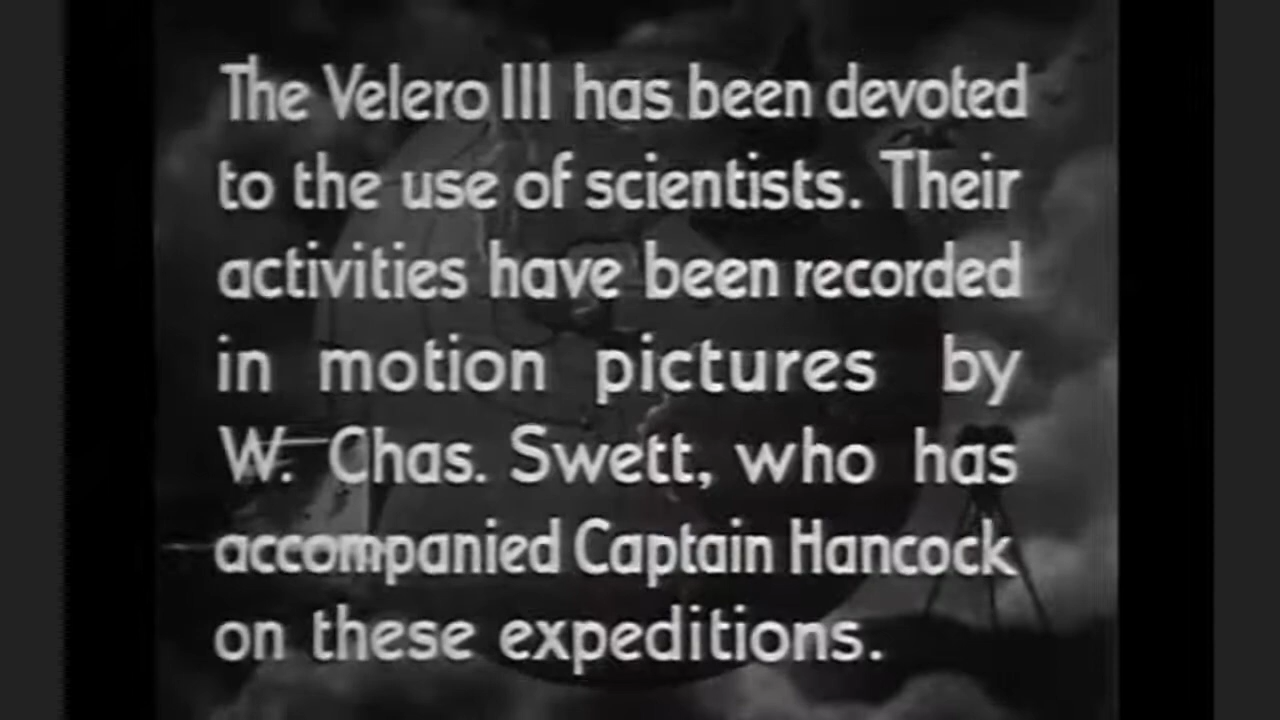 The Velero III has been devoted
to the use of scientists. Their
activities have been recorded
in motion pictures by
W. Chas. Swett, who has
accompanied Captain Hancock
on these expeditions.